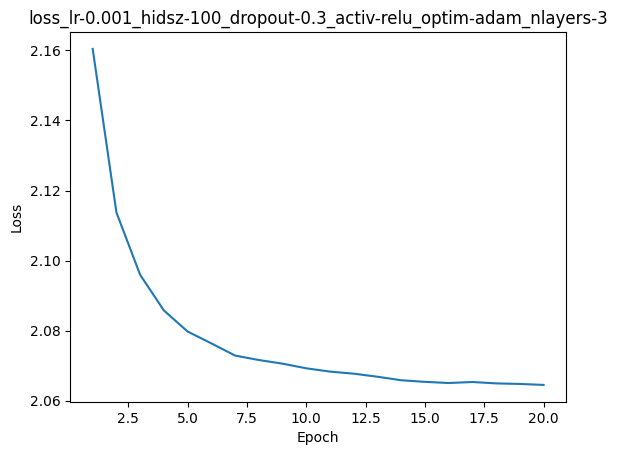 loss_lr-0.001_hidsz-100_dropout-0.3_activ-relu_optim-adam_nlayers-3
2.16
2.14
2.12
2.10
2.08
2.06
Loss
2.5 5.0 7.5 10.0 12.5 15.0 17.5 20.0
Epoch